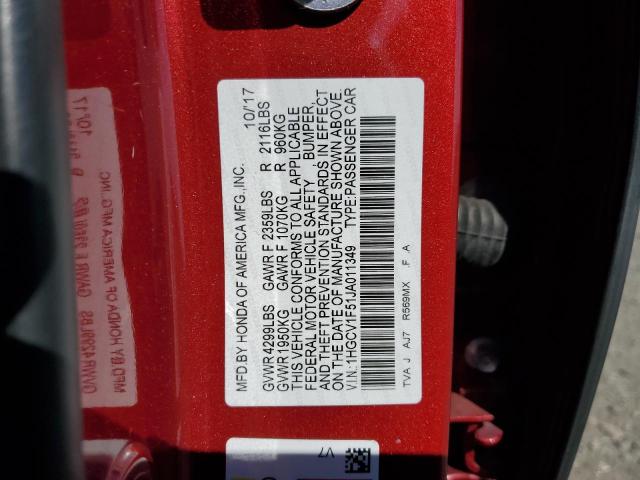 MFD.BY HONDA OF AMERICA MFG.,INC. 10/'17
GVWR 4299LBS GAWR F 2359LBS R 2116LBS
GVWR 1950KG GAWR F 1070KG R 960KG
THIS VEHICLE CONFORMS TO ALL APPLICABLE
FEDERAL MOTOR VEHICLE SAFETY , BUMPER,
AND THEFT PREVENTION STANDARDS IN EFFECT
ON THE DATE OF MANUFACTURE SHOWN ABOVE.
V.I.N.:1HGCV1F51JA011349 TYPE:PASSENGER CAR
TVA J AJ7 R569MX .F .A
V7